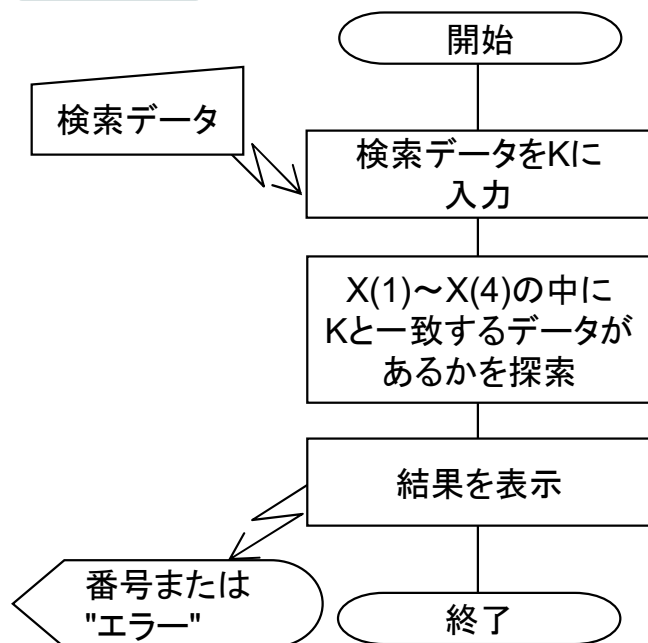 開始
検索データ
検索データをKに
入力
X(1)～X(4)の中に
Kと一致するデータが
あるかを探索
結果を表示
番号または
"エラー"
終了